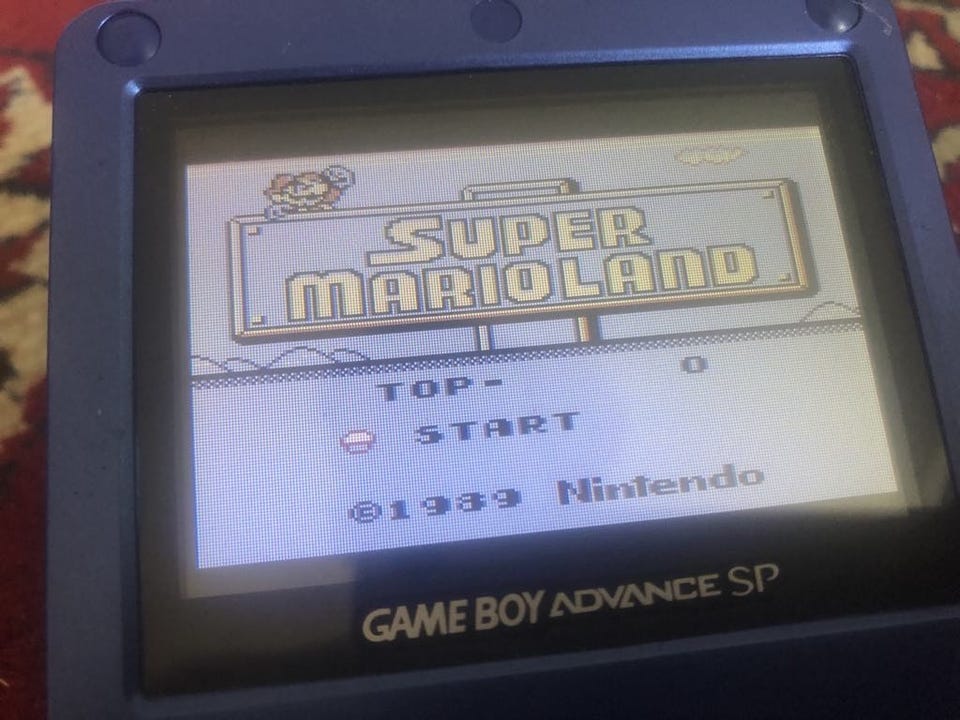 SUPER
MARIOLAND
TOP- 0
START
©1989 Nintendo
GAME BOY ADVANCE SP